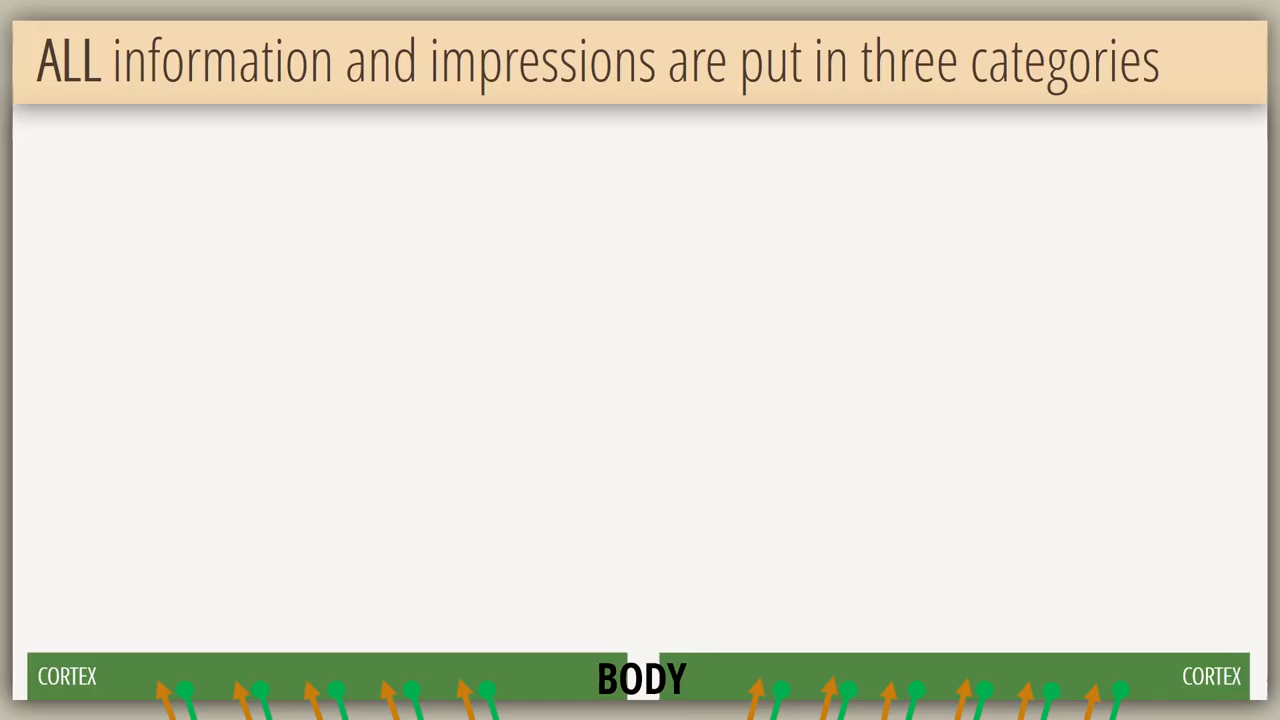 ALL information and impressions are put in three categories
CORTEX
BODY
CORTEX